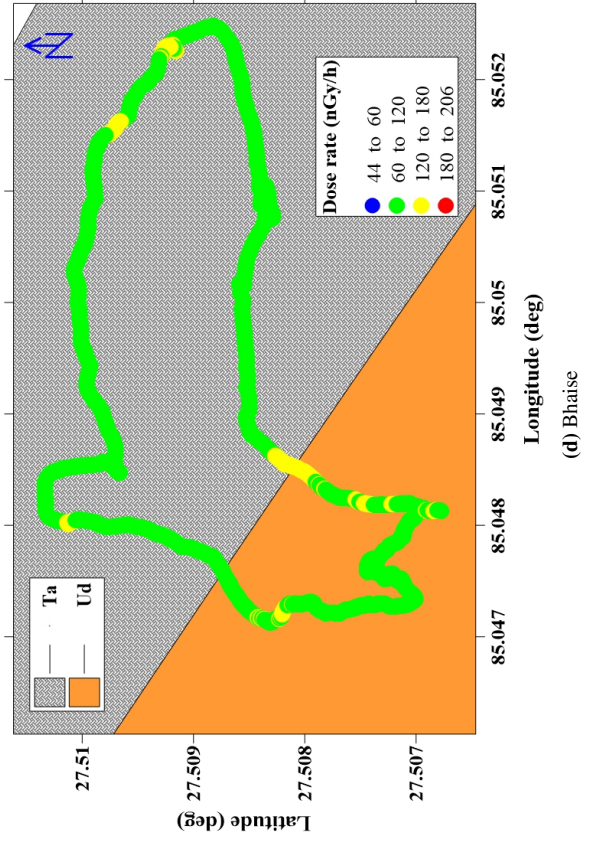 N
Ta
Ud
Dose rate (nGy/h)
44 to 60
60 to 120
120 to 180
180 to 206
27.51
27.509
27.508
27.507
Latitude (deg)
85.047
85.048
85.049
85.05
85.051
85.052
Longitude (deg)
(d) Bhaise